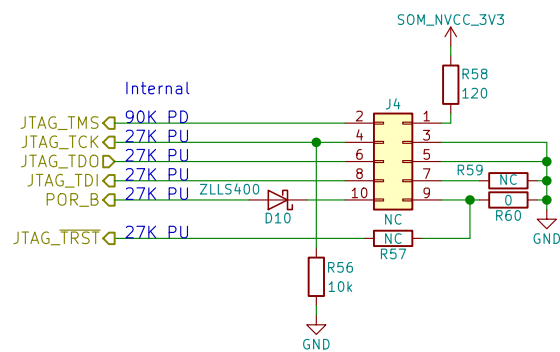 SOM_NVCC_3V3
R58
120
Internal
J4
JTAG_TMS 90K PD 2 1
JTAG_TCK 27K PU 4 3
JTAG_TDO 27K PU 6 5
JTAG_TDI 27K PU 8 7 R59 NC
POR_B 27K PU ZLLS400 10 9 0
D10 NC R60
JTAG_TRST 27K PU NC GND
R57
R56
10k
GND